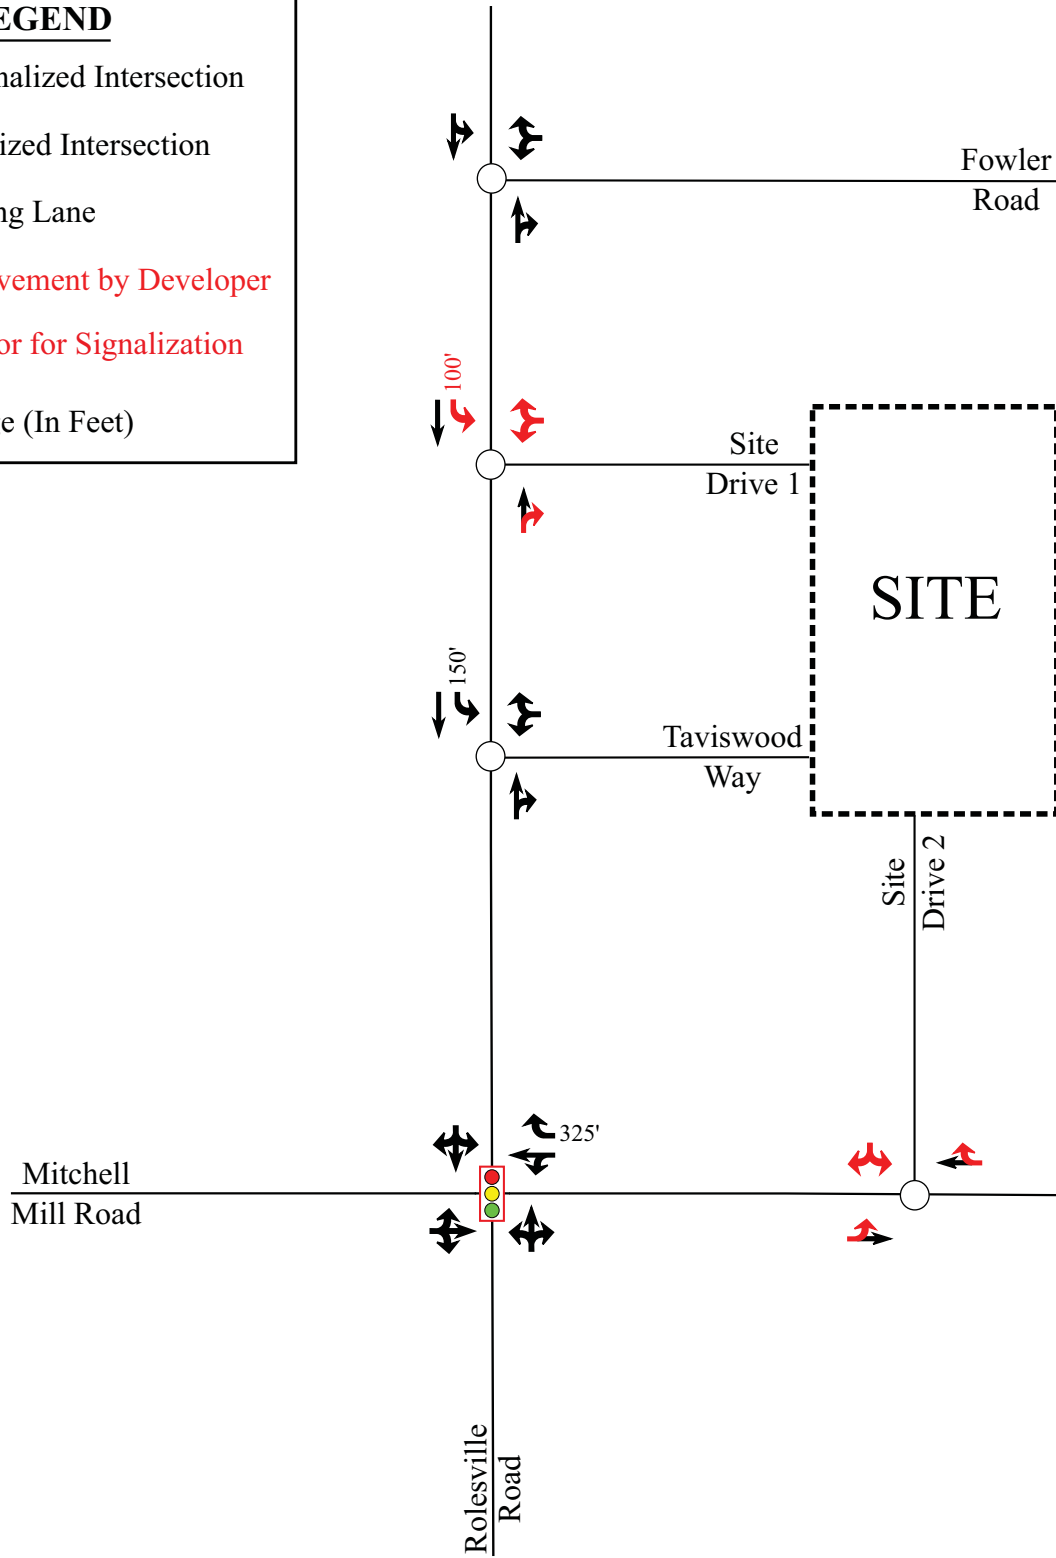 EGEND
nalized Intersection
ized Intersection
ng Lane
vement by Developer
or for Signalization
e (In Feet)
Fowler
Road
100'
Site
Drive 1
SITE
150'
Taviswood
Way
Site
Drive 2
325'
Mitchell
Mill Road
Rolesville
Road